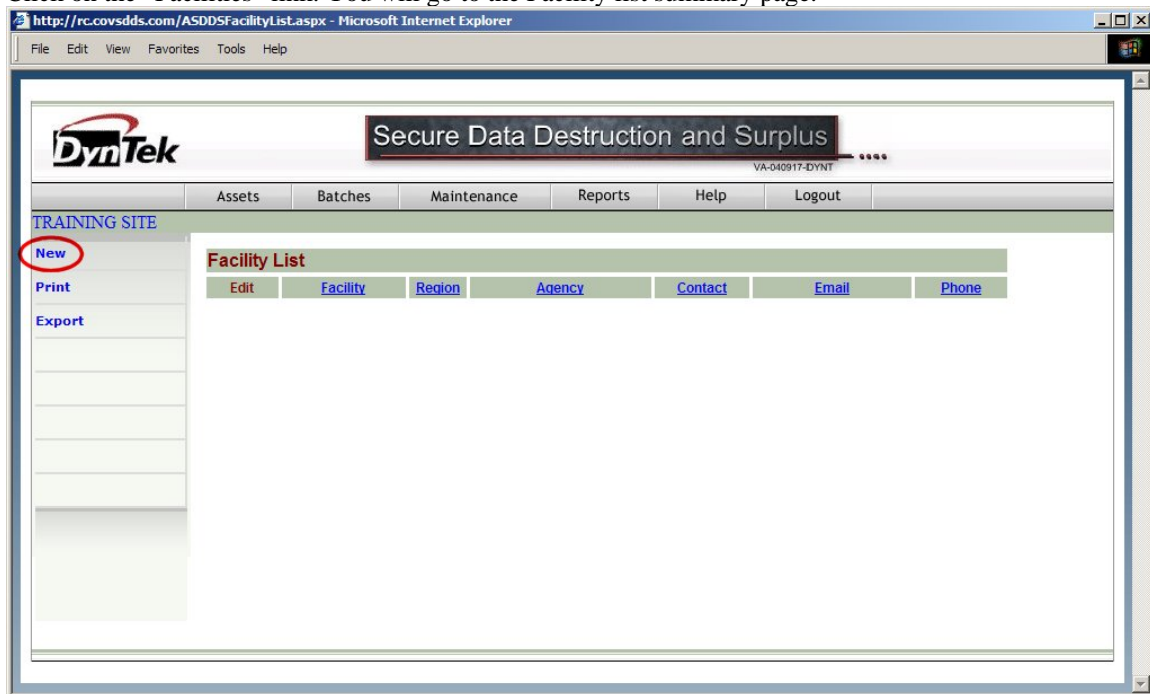 Click on the "Facilities" link. You will go to the Facility list summary page.
http://rc.covsdds.com/ASDDSFacilityList.aspx - Microsoft Internet Explorer
File Edit View Favorites Tools Help
DynTek
Secure Data Destruction and Surplus
VA-040917-DYNT
Assets Batches Maintenance Reports Help Logout
TRAINING SITE
New
Print
Export
Facility List
Edit Facility Region Agency Contact Email Phone